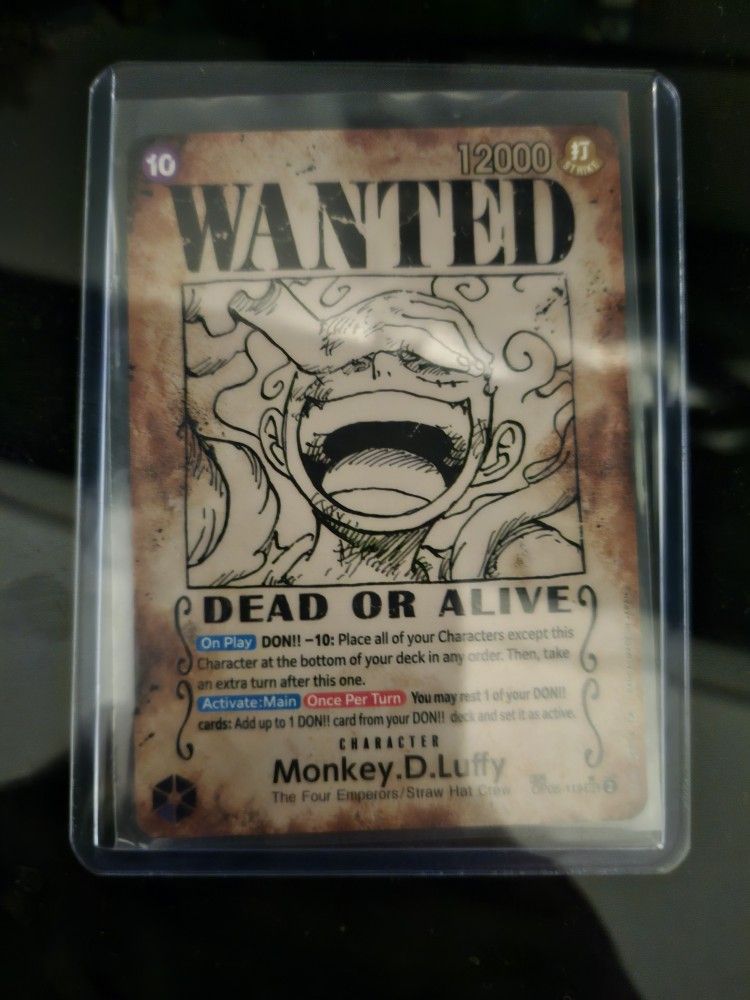 10
12000
打
STRIKE
WANTED
DEAD OR ALIVE
On Play DON!! −10: Place all of your Characters except this
Character at the bottom of your deck in any order. Then, take
an extra turn after this one.
Activate:Main Once Per Turn You may rest 1 of your DON!!
cards: Add up to 1 DON!! card from your DON!! deck and set it as active.
CHARACTER
Monkey.D.Luffy
The Four Emperors/Straw Hat Crew
2